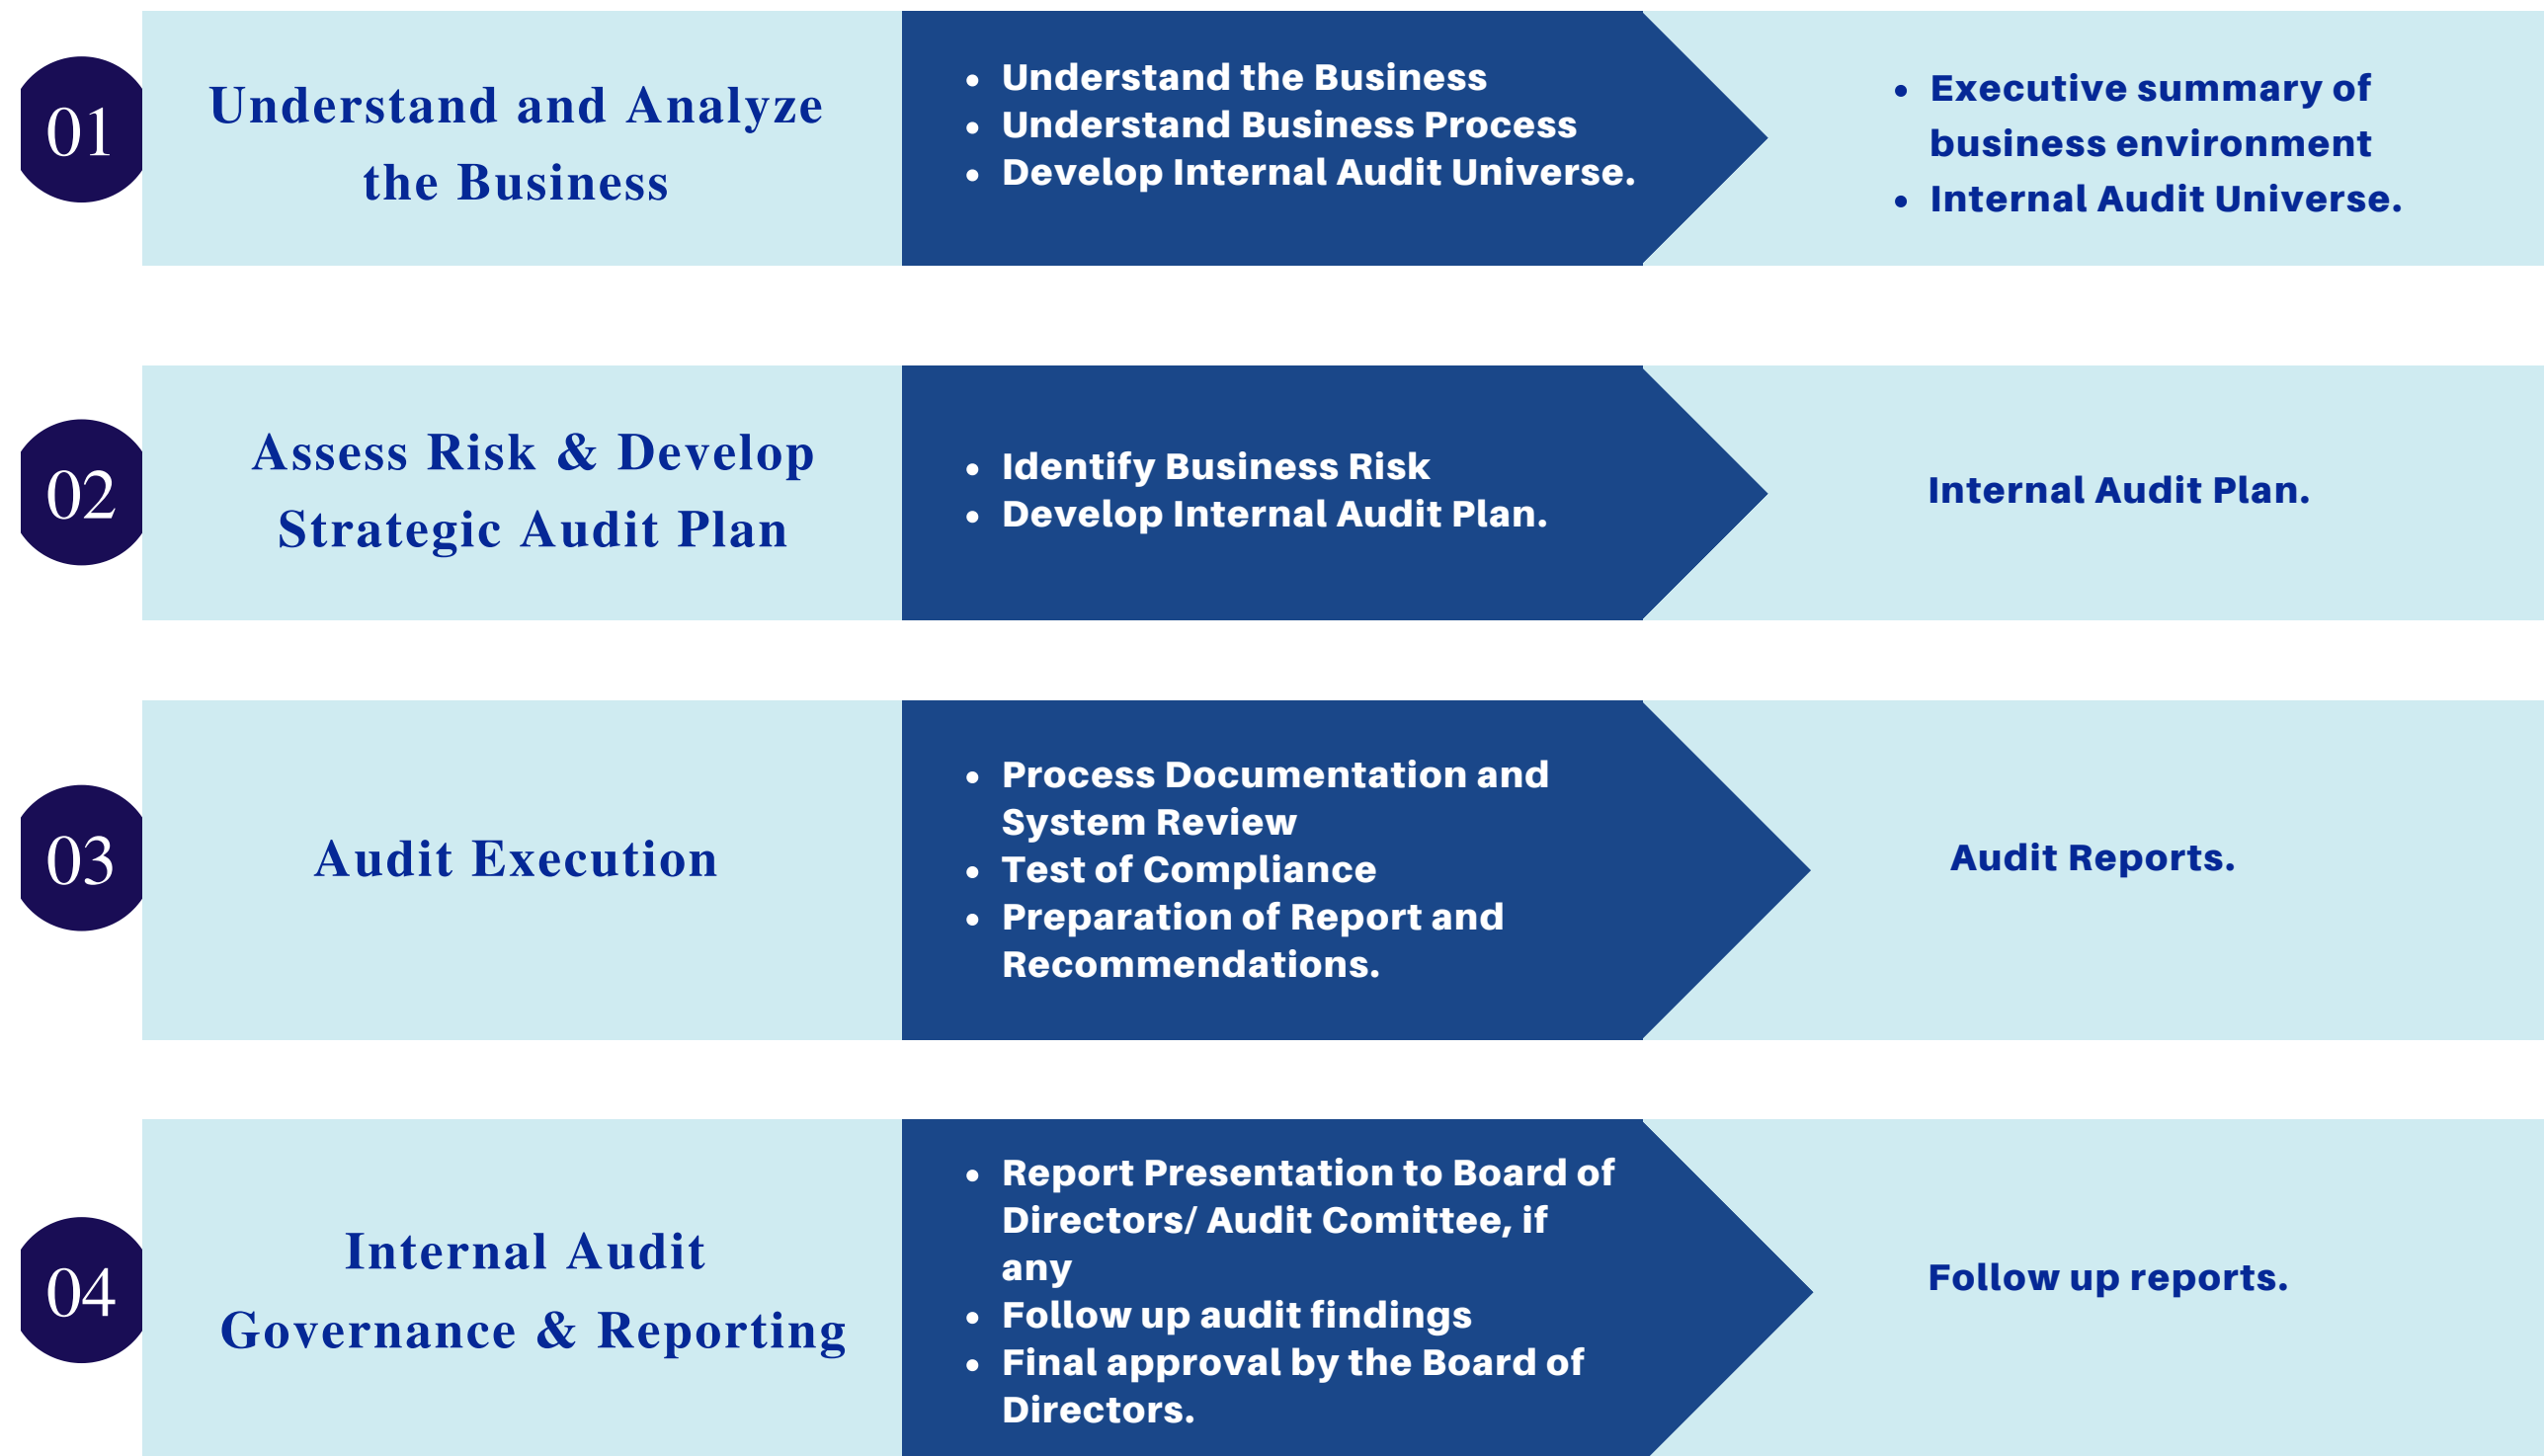 01
Understand and Analyze
the Business
• Understand the Business
• Understand Business Process
• Develop Internal Audit Universe.
• Executive summary of
business environment
• Internal Audit Universe.
02
Assess Risk & Develop
Strategic Audit Plan
• Identify Business Risk
• Develop Internal Audit Plan.
Internal Audit Plan.
03
Audit Execution
• Process Documentation and
System Review
• Test of Compliance
• Preparation of Report and
Recommendations.
Audit Reports.
04
Internal Audit
Governance & Reporting
• Report Presentation to Board of
Directors/ Audit Comittee, if
any
• Follow up audit findings
• Final approval by the Board of
Directors.
Follow up reports.